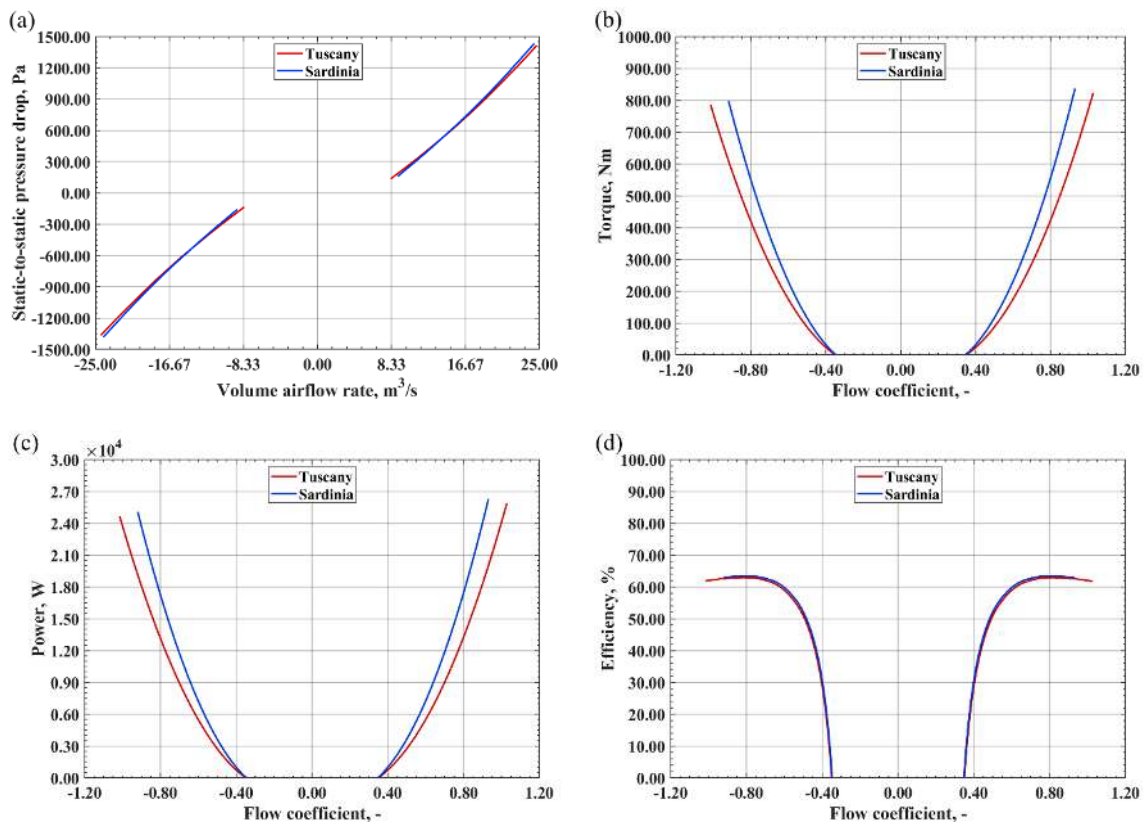 (a)
1500.00
1200.00
900.00
600.00
300.00
0.00
-300.00
-600.00
-900.00
-1200.00
-1500.00
-25.00 -16.67 -8.33 0.00 8.33 16.67 25.00
Static-to-static pressure drop, Pa
Volume airflow rate, m³/s
Tuscany
Sardinia
(b)
1000.00
900.00
800.00
700.00
600.00
500.00
400.00
300.00
200.00
100.00
0.00
-1.20 -0.80 -0.40 0.00 0.40 0.80 1.20
Torque, Nm
Flow coefficient, -
Tuscany
Sardinia
(c)
×10⁴
3.00
2.70
2.40
2.10
1.80
1.50
1.20
0.90
0.60
0.30
0.00
-1.20 -0.80 -0.40 0.00 0.40 0.80 1.20
Power, W
Flow coefficient, -
Tuscany
Sardinia
(d)
100.00
90.00
80.00
70.00
60.00
50.00
40.00
30.00
20.00
10.00
0.00
-1.20 -0.80 -0.40 0.00 0.40 0.80 1.20
Efficiency, %
Flow coefficient, -
Tuscany
Sardinia